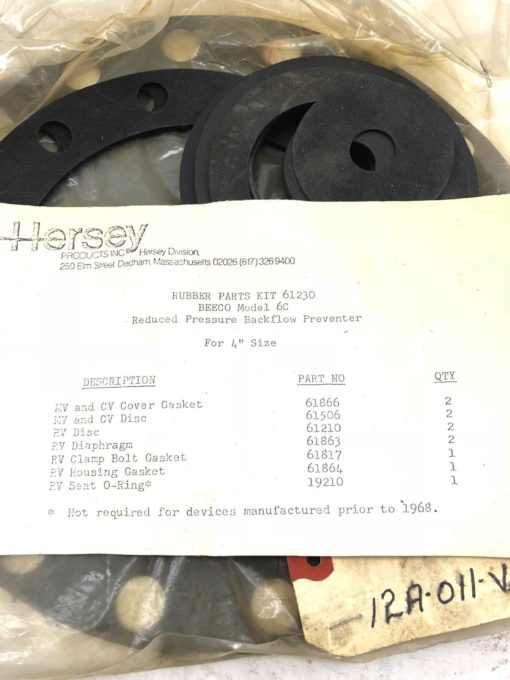 Hersey
PRODUCTS INC. Hersey Division,
250 Elm Street Dedham, Massachusetts 02026 (617) 326-9400
RUBBER PARTS KIT 61230
BEECO Model 6C
Reduced Pressure Backflow Preventer
For 4" Size
DESCRIPTION PART NO QTY
MV and CV Cover Gasket 61866 2
MV and CV Disc 61506 2
RV Disc 61210 2
RV Diaphragm 61863 2
RV Clamp Bolt Gasket 61817 1
RV Housing Gasket 61864 1
RV Seat O-Ring* 19210 1
* Not required for devices manufactured prior to 1968.
12A-011-V